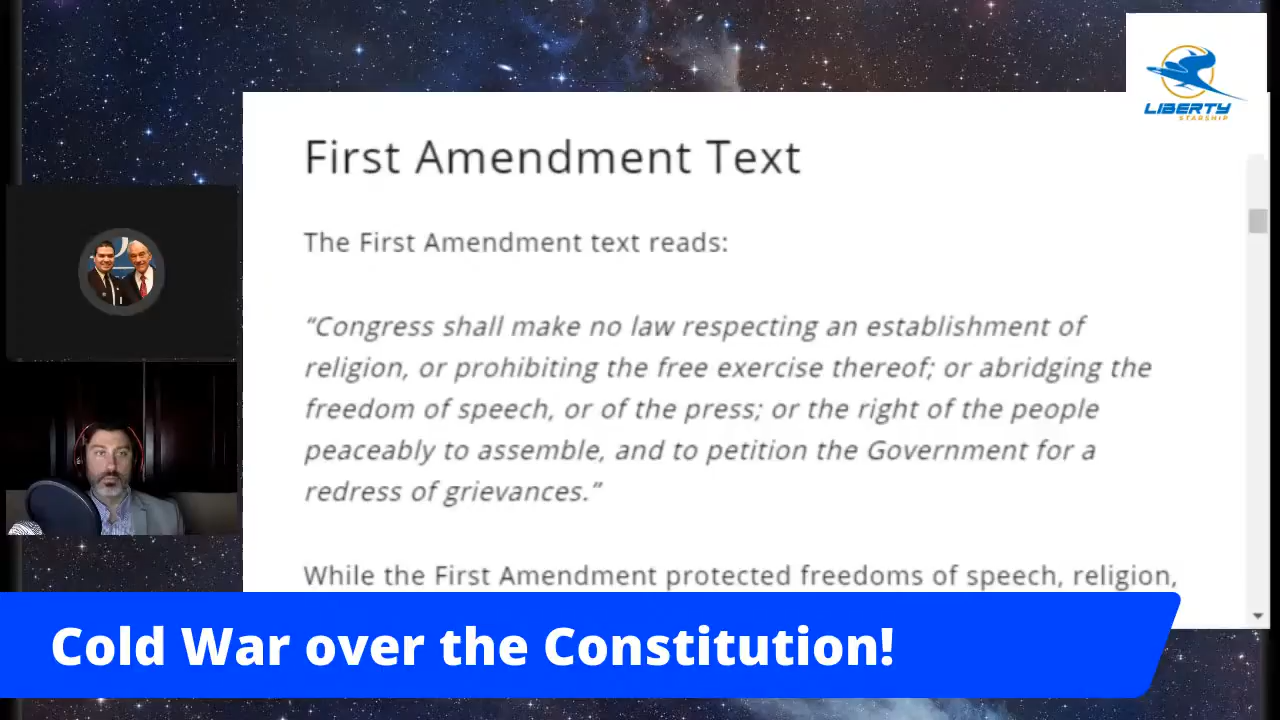 LIBERTY
STARSHIP
First Amendment Text
The First Amendment text reads:
“Congress shall make no law respecting an establishment of
religion, or prohibiting the free exercise thereof; or abridging the
freedom of speech, or of the press; or the right of the people
peaceably to assemble, and to petition the Government for a
redress of grievances.”
While the First Amendment protected freedoms of speech, religion,
Cold War over the Constitution!